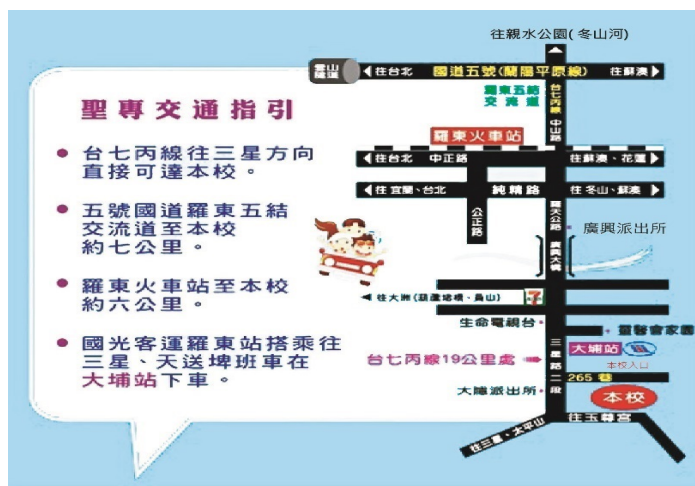 聖專交通指引
• 台七丙線往三星方向
直接可達本校。
• 五號國道羅東五結
交流道至本校
約七公里。
• 羅東火車站至本校
約六公里。
• 國光客運羅東站搭乘往
三星、天送埤班車在
大埔站下車。
往親水公園(冬山河)
雪山隧道
往台北 國道五號(蘭陽平原線) 往蘇澳
羅東五結
交流道
台七丙線
中山路
羅東火車站
往台北 中正路 往蘇澳、花蓮
往宜蘭、台北 純精路 往冬山、蘇澳
公正路
羅天公路
廣興派出所
廣興大橋
往大洲(葫蘆堵橋、員山)
生命電視台
靈醫會家園
三星路二段
大埔站
本校入口
台七丙線19公里處
265巷
大隱派出所
本校
往玉尊宮
往三星、太平山